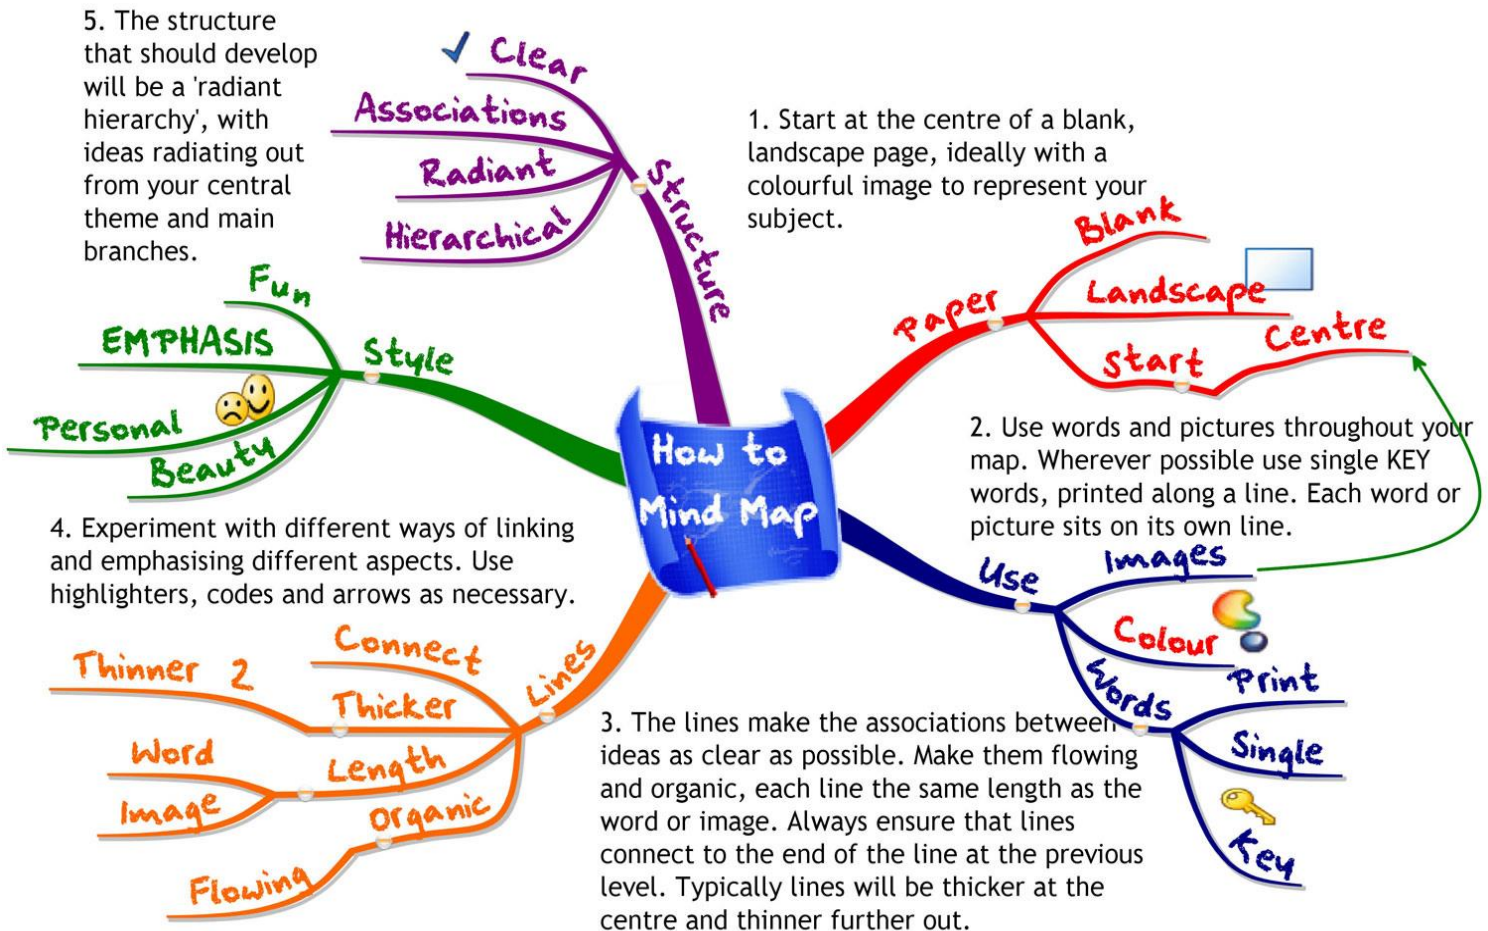 How to
Mind Map
1. Start at the centre of a blank,
landscape page, ideally with a
colourful image to represent your
subject.
Paper
Blank
Landscape
Start
Centre
2. Use words and pictures throughout your
map. Wherever possible use single KEY
words, printed along a line. Each word or
picture sits on its own line.
Use
Images
Colour
Words
Print
Single
Key
3. The lines make the associations between
ideas as clear as possible. Make them flowing
and organic, each line the same length as the
word or image. Always ensure that lines
connect to the end of the line at the previous
level. Typically lines will be thicker at the
centre and thinner further out.
Lines
Connect
Thicker
Thinner 2
Length
Word
Image
Organic
Flowing
4. Experiment with different ways of linking
and emphasising different aspects. Use
highlighters, codes and arrows as necessary.
Style
Fun
EMPHASIS
Personal
Beauty
5. The structure
that should develop
will be a 'radiant
hierarchy', with
ideas radiating out
from your central
theme and main
branches.
Structure
Clear
Associations
Radiant
Hierarchical